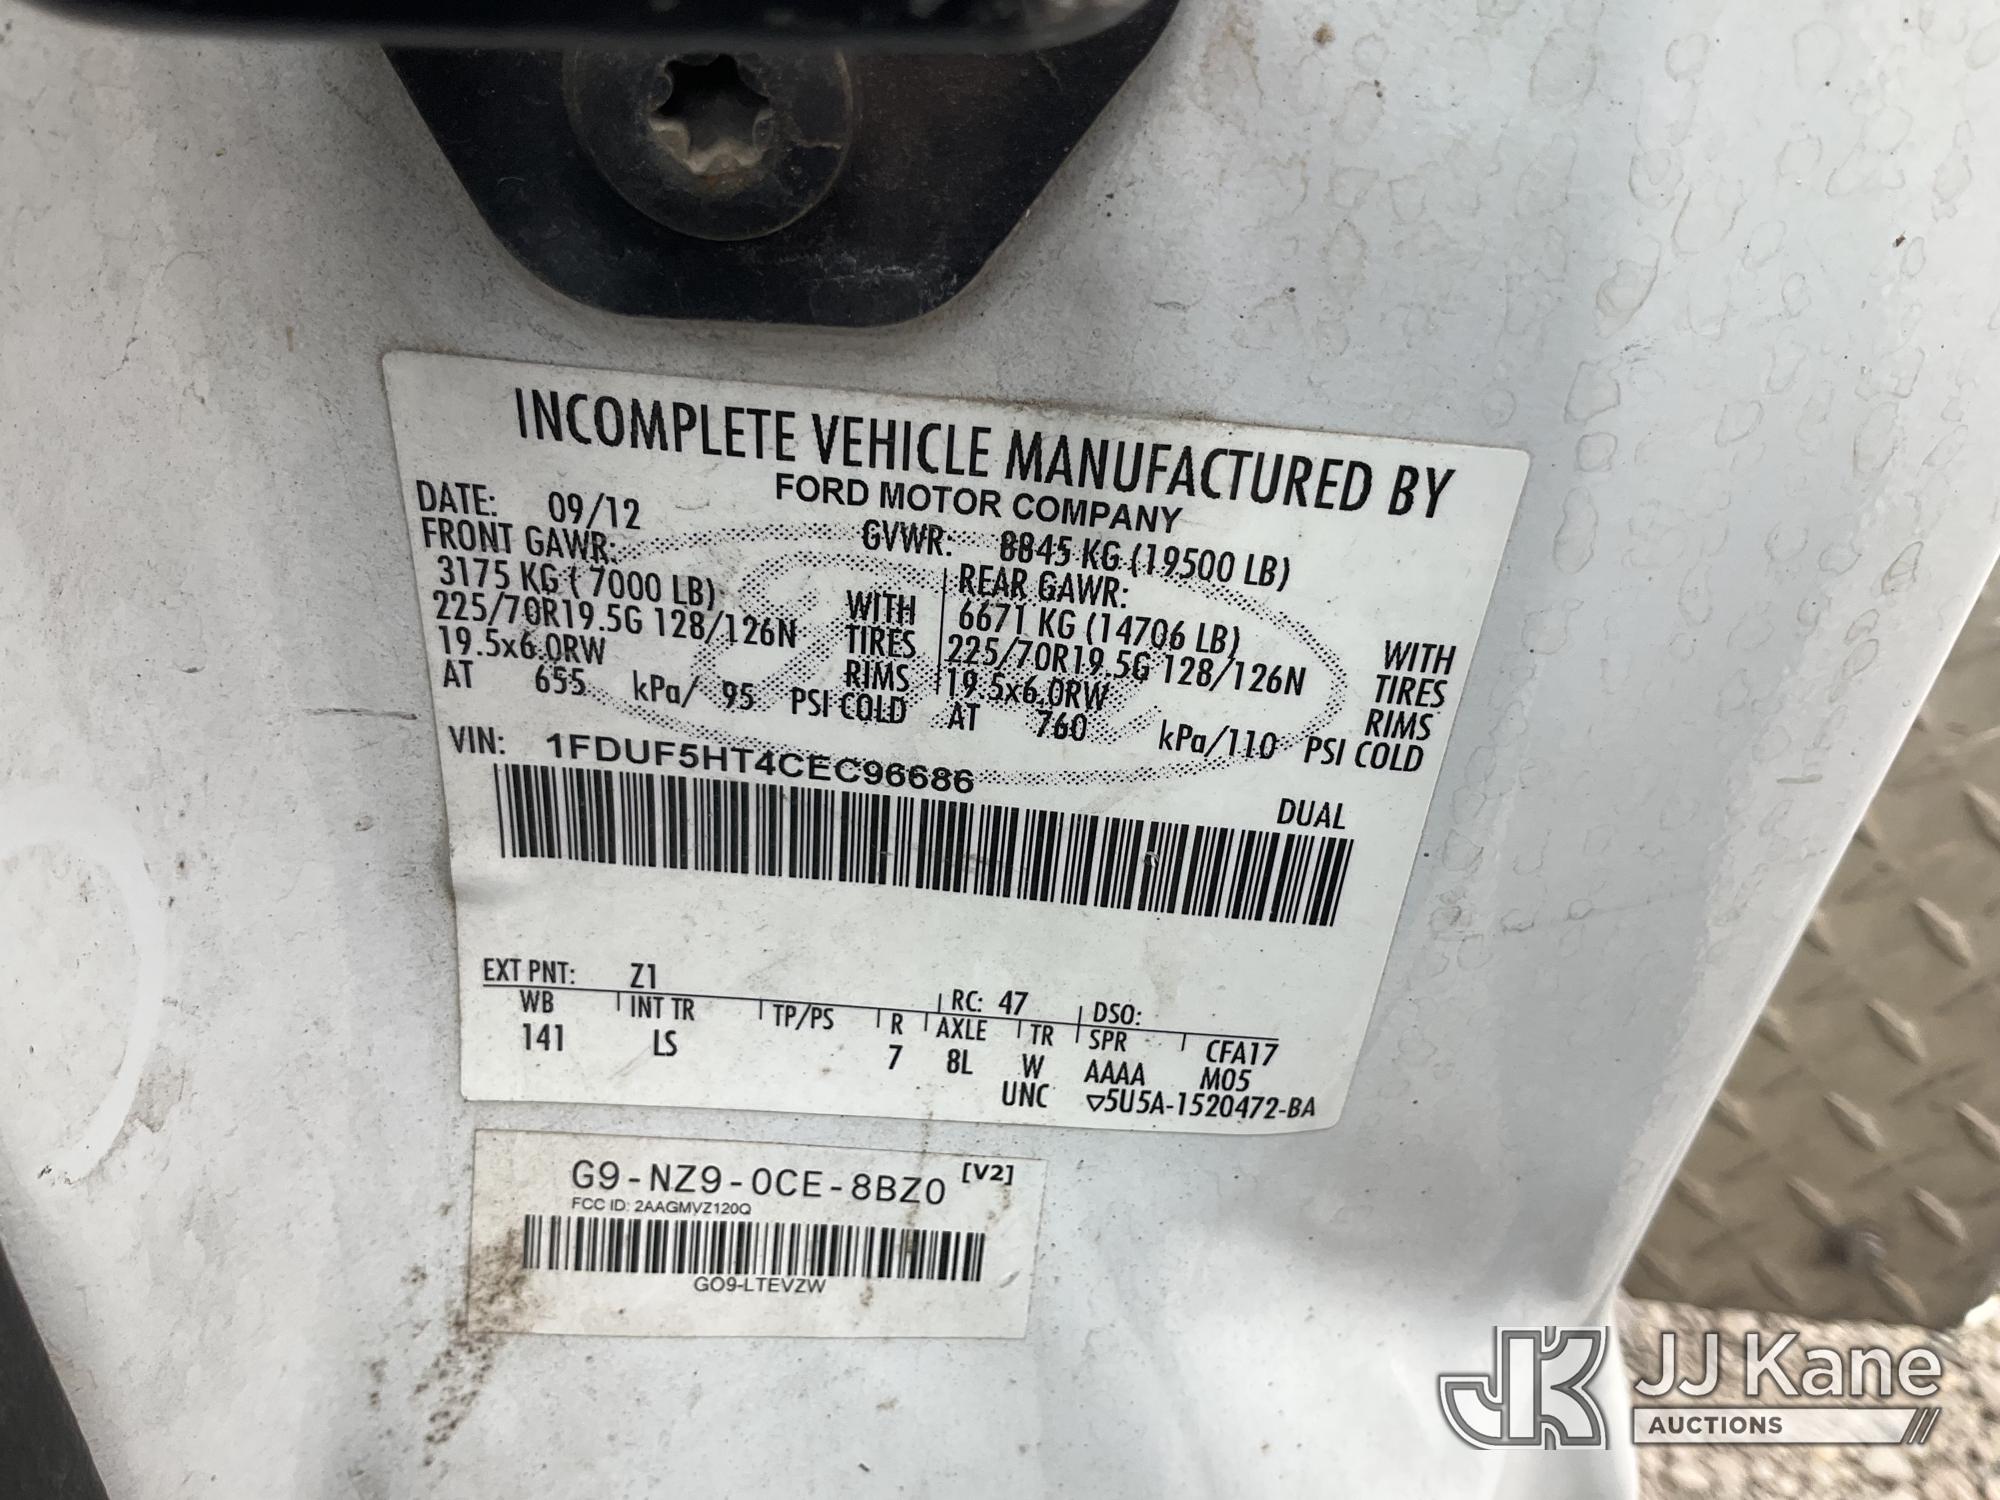 INCOMPLETE VEHICLE MANUFACTURED BY
FORD MOTOR COMPANY
DATE: 09/12 GVWR: 8845 KG (19500 LB)
FRONT GAWR: REAR GAWR:
3175 KG ( 7000 LB) WITH 6671 KG (14706 LB) WITH
225/70R19.5G 128/126N TIRES 225/70R19.5G 128/126N TIRES
19.5x6.0RW RIMS 19.5x6.0RW RIMS
AT 655 kPa/ 95 PSI COLD AT 760 kPa/110 PSI COLD
VIN: 1FDUF5HT4CEC96686
DUAL
EXT PNT: Z1 RC: 47 DSO:
WB INT TR TP/PS R AXLE TR SPR CFA17
141 LS 7 8L W AAAA M05
UNC ▽5U5A-1520472-BA
G9-NZ9-0CE-8BZ0 [V2]
FCC ID: 2AAGMVZ120Q
GO9-LTEVZW
JK JJ Kane
AUCTIONS